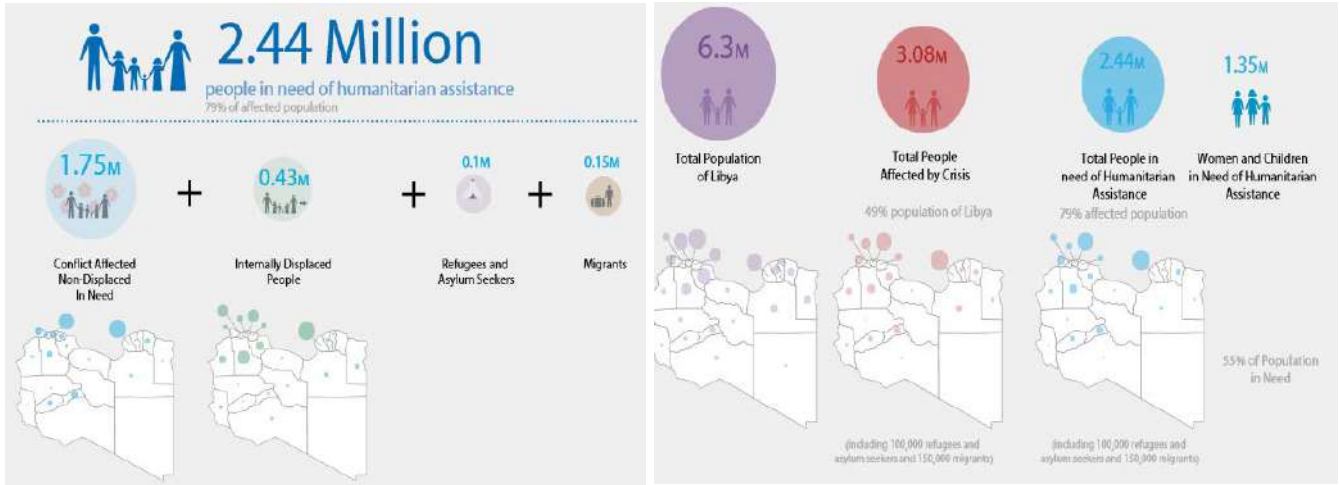 2.44 Million
people in need of humanitarian assistance
79% of affected population
1.75M
+
0.43M
+
0.1M
+
0.15M
Conflict Affected
Non-Displaced
In Need
Internally Displaced
People
Refugees and
Asylum Seekers
Migrants
6.3M
3.08M
2.44M
1.35M
Total Population
of Libya
Total People
Affected by Crisis
Total People in
need of Humanitarian
Assistance
Women and Children
in Need of Humanitarian
Assistance
49% population of Libya
79% affected population
55% of Population
in Need
(including 100,000 refugees and
asylum seekers and 150,000 migrants)
(including 100,000 refugees and
asylum seekers and 150,000 migrants)